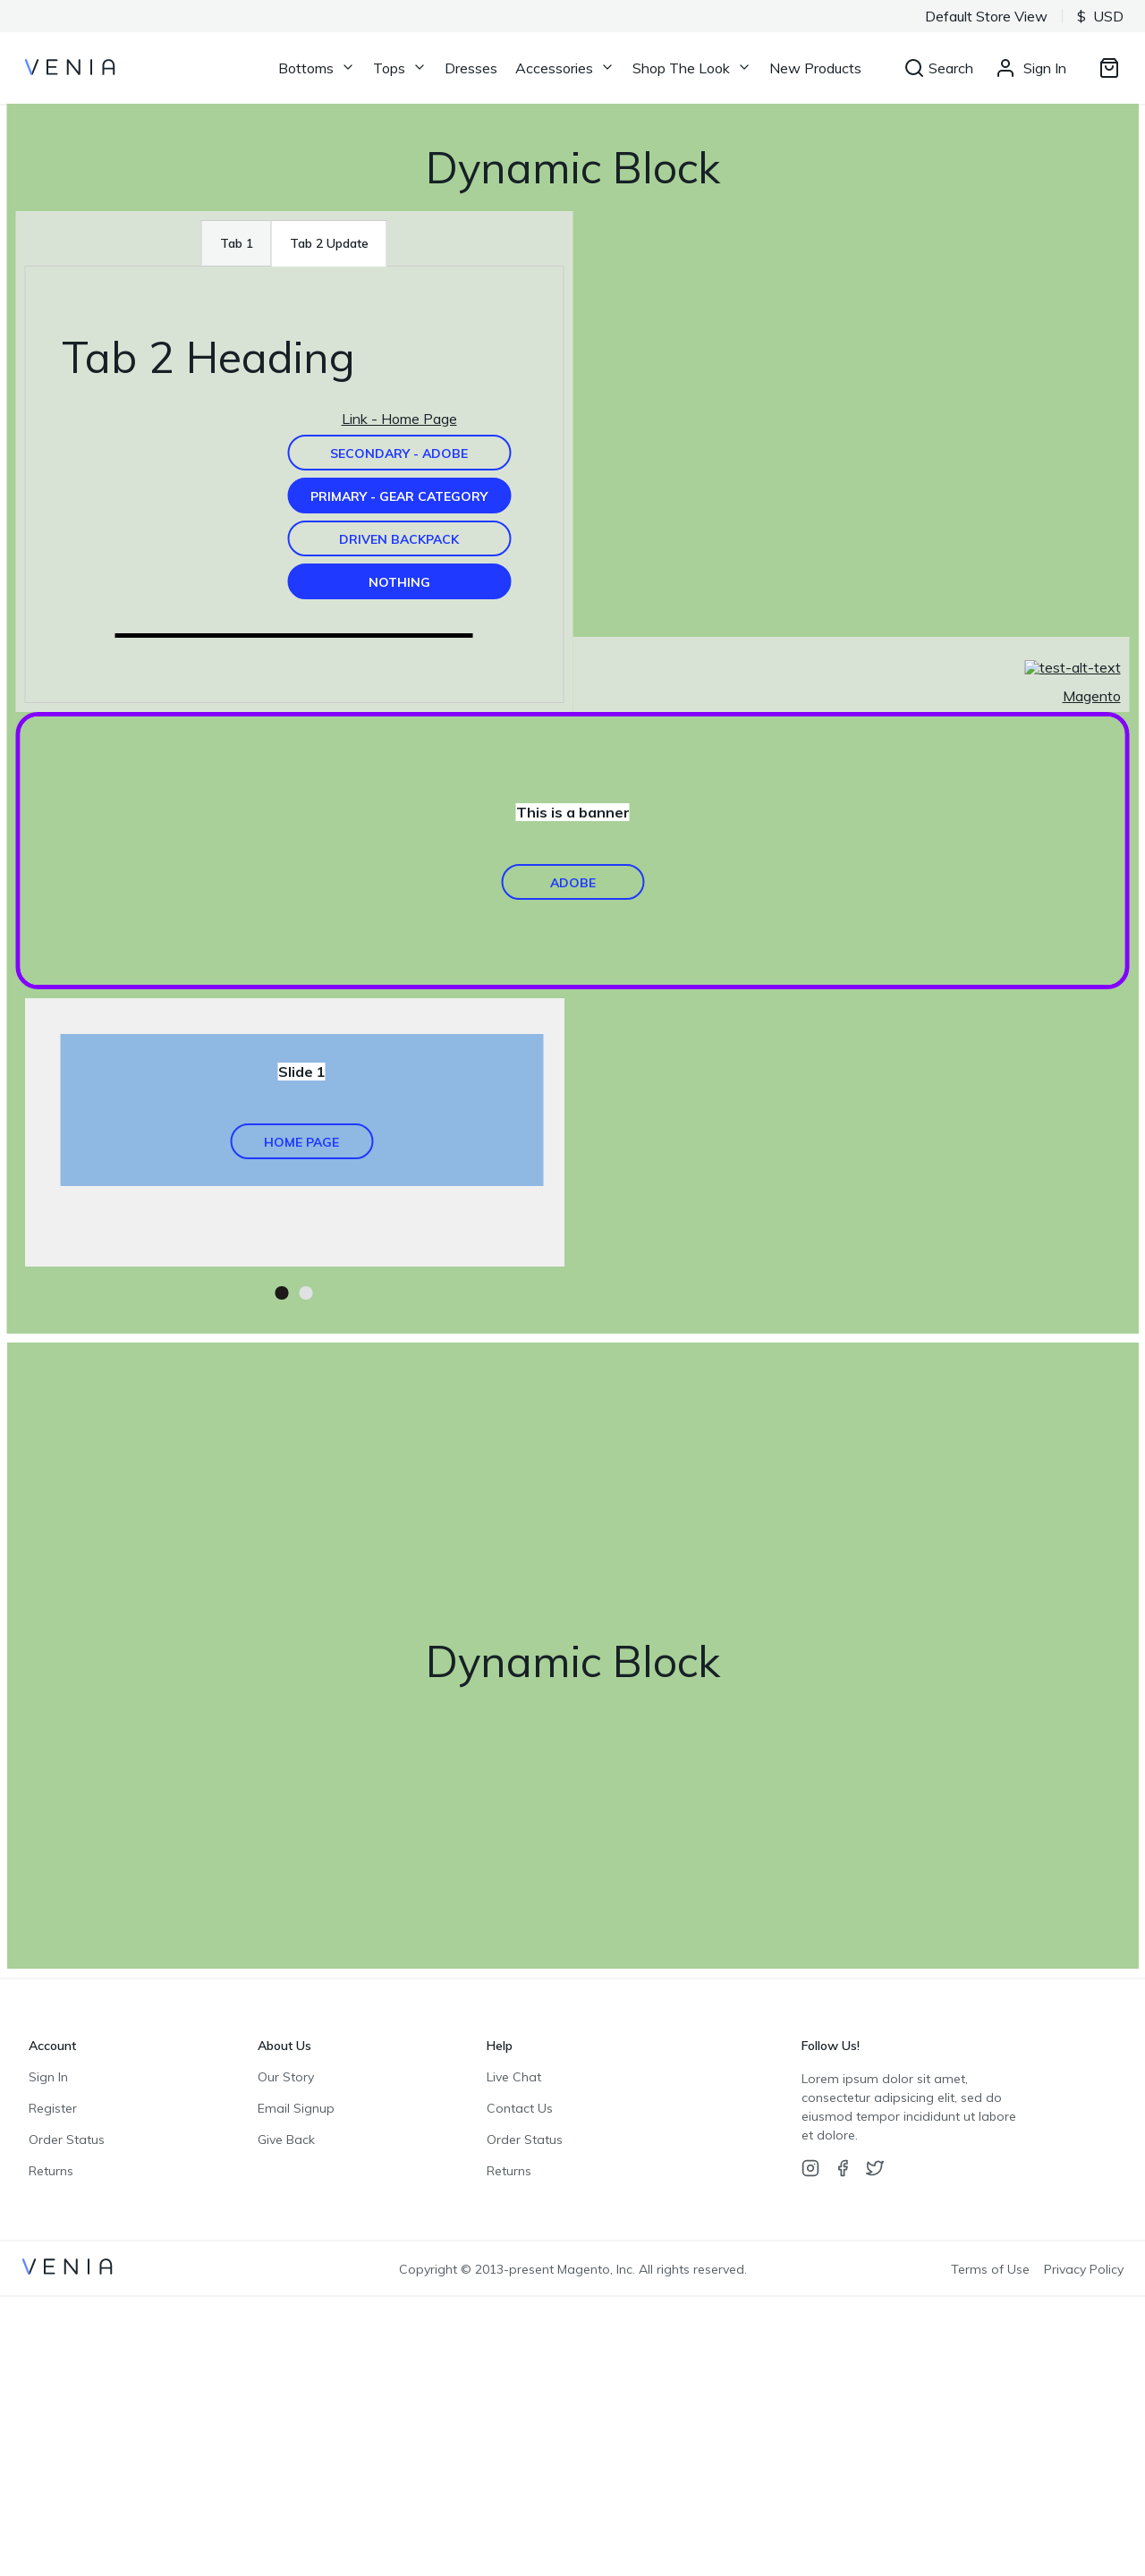 Default Store View $ USD
VENIA Bottoms Tops Dresses Accessories Shop The Look New Products Search Sign In
Dynamic Block
Tab 1 Tab 2 Update
Tab 2 Heading
Link - Home Page
SECONDARY - ADOBE
PRIMARY - GEAR CATEGORY
DRIVEN BACKPACK
NOTHING
test-alt-text
Magento
This is a banner
ADOBE
Slide 1
HOME PAGE
Dynamic Block
Account
Sign In
Register
Order Status
Returns
About Us
Our Story
Email Signup
Give Back
Help
Live Chat
Contact Us
Order Status
Returns
Follow Us!
Lorem ipsum dolor sit amet,
consectetur adipsicing elit, sed do
eiusmod tempor incididunt ut labore
et dolore.
VENIA Copyright © 2013-present Magento, Inc. All rights reserved. Terms of Use Privacy Policy